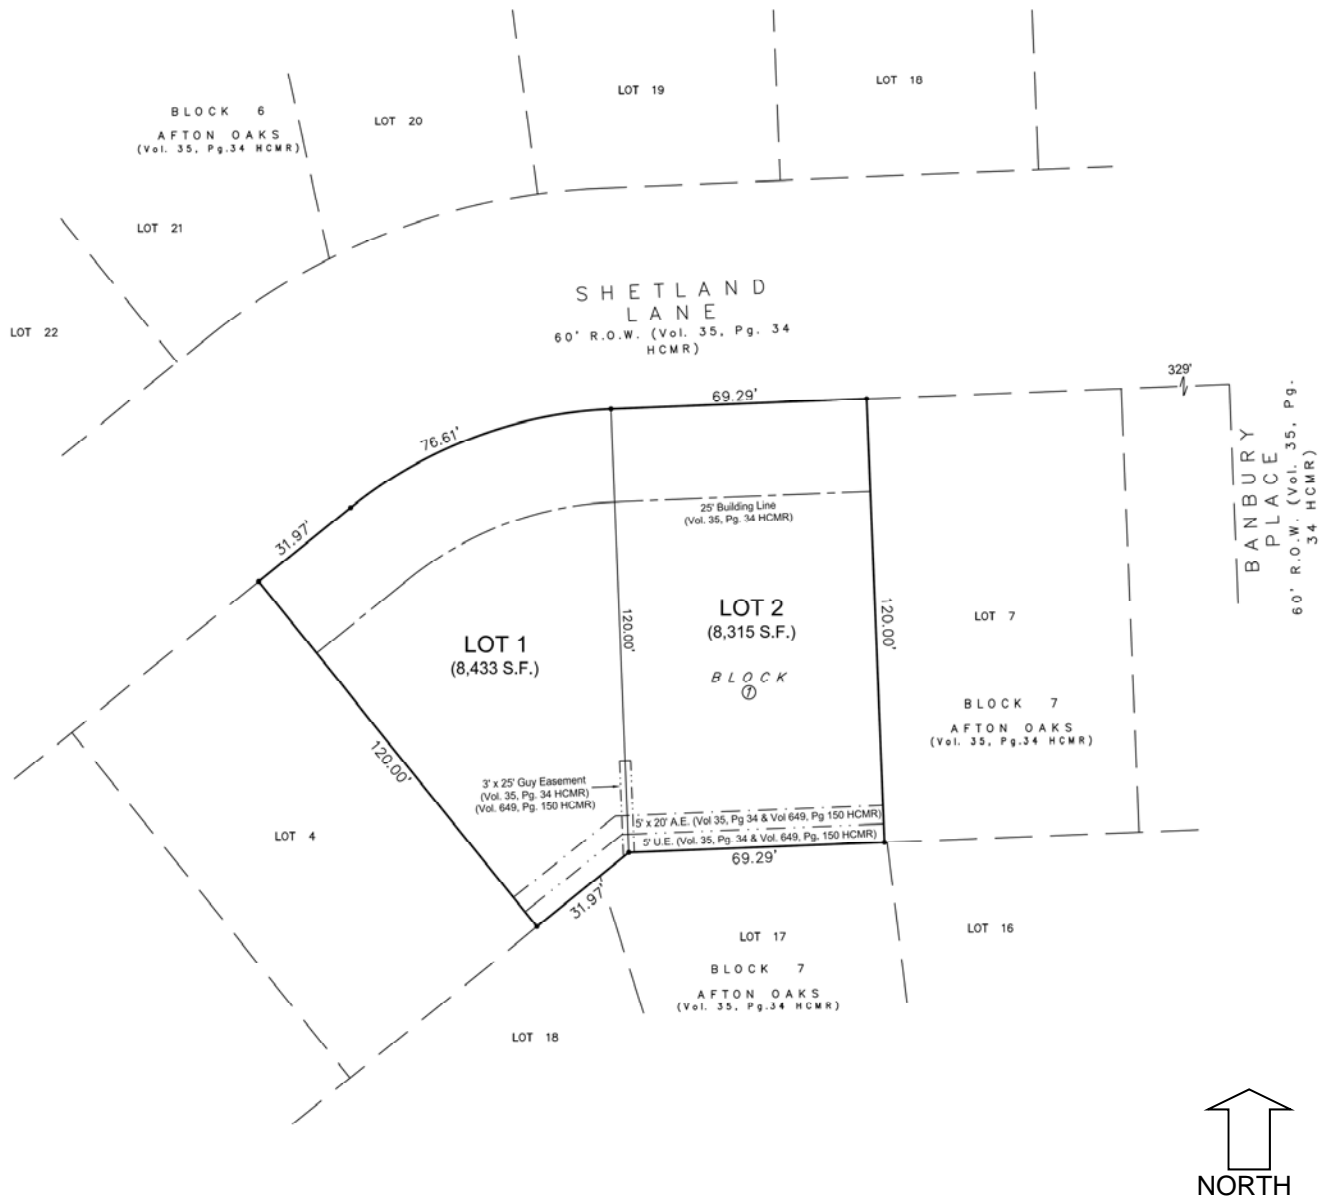 LOT 19
LOT 18
BLOCK 6
AFTON OAKS
(Vol. 35, Pg.34 HCMR)
LOT 20
LOT 21
LOT 22
SHETLAND
LANE
60' R.O.W. (Vol. 35, Pg. 34
HCMR)
329'
69.29'
76.61'
31.97'
BANBURY
PLACE
60' R.O.W. (Vol. 35, Pg.
34 HCMR)
25' Building Line
(Vol. 35, Pg. 34 HCMR)
LOT 1
(8,433 S.F.)
120.00'
LOT 2
(8,315 S.F.)
BLOCK
1
120.00'
LOT 7
BLOCK 7
AFTON OAKS
(Vol. 35, Pg.34 HCMR)
120.00'
3' x 25' Guy Easement
(Vol. 35, Pg. 34 HCMR)
(Vol. 649, Pg. 150 HCMR)
5' x 20' A.E. (Vol 35, Pg 34 & Vol 649, Pg 150 HCMR)
5' U.E. (Vol. 35, Pg. 34 & Vol. 649, Pg. 150 HCMR)
69.29'
31.97'
LOT 4
LOT 17
BLOCK 7
AFTON OAKS
(Vol. 35, Pg.34 HCMR)
LOT 16
LOT 18
NORTH